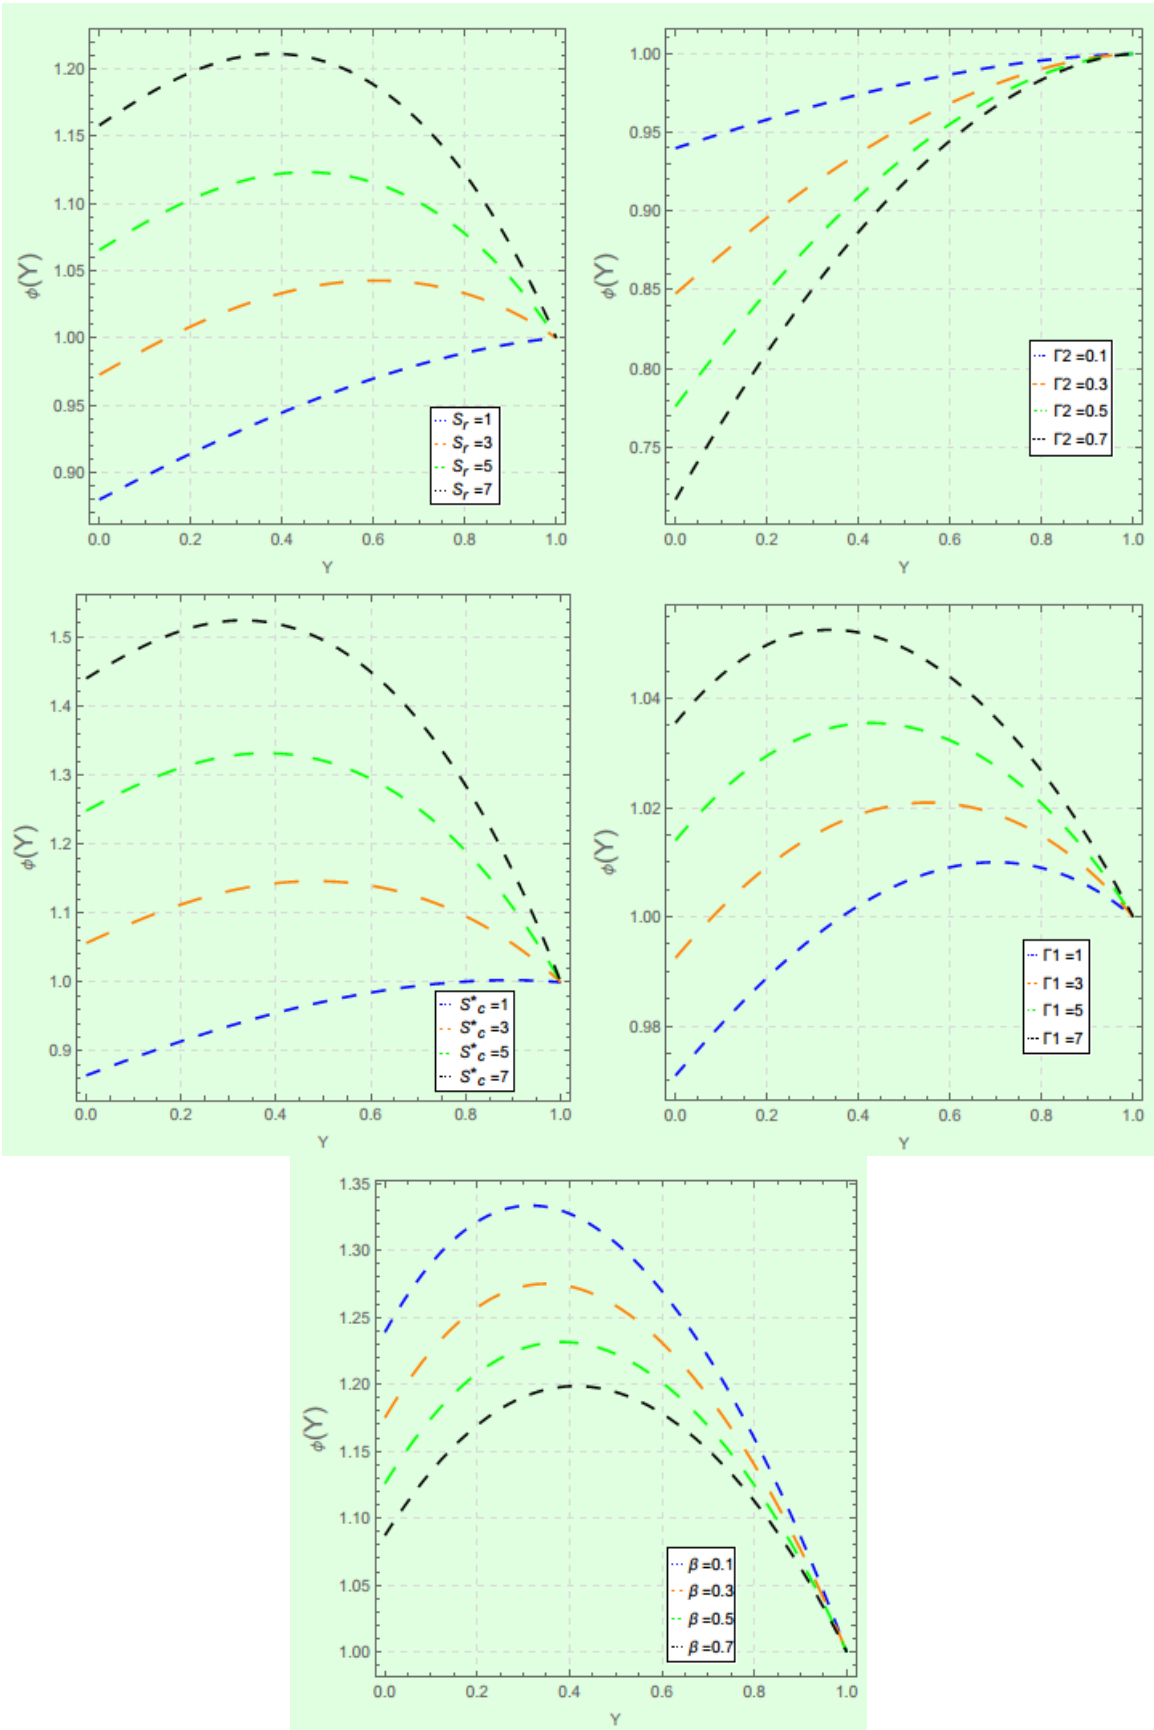 1.20
1.15
1.10
1.05
1.00
0.95
0.90
ϕ(Y)
S_r =1
S_r =3
S_r =5
S_r =7
0.0 0.2 0.4 0.6 0.8 1.0
Y
1.00
0.95
0.90
0.85
0.80
0.75
ϕ(Y)
Γ2 =0.1
Γ2 =0.3
Γ2 =0.5
Γ2 =0.7
0.0 0.2 0.4 0.6 0.8 1.0
Y
1.5
1.4
1.3
1.2
1.1
1.0
0.9
ϕ(Y)
S*_c =1
S*_c =3
S*_c =5
S*_c =7
0.0 0.2 0.4 0.6 0.8 1.0
Y
1.04
1.02
1.00
0.98
ϕ(Y)
Γ1 =1
Γ1 =3
Γ1 =5
Γ1 =7
0.0 0.2 0.4 0.6 0.8 1.0
Y
1.35
1.30
1.25
1.20
1.15
1.10
1.05
1.00
ϕ(Y)
β =0.1
β =0.3
β =0.5
β =0.7
0.0 0.2 0.4 0.6 0.8 1.0
Y